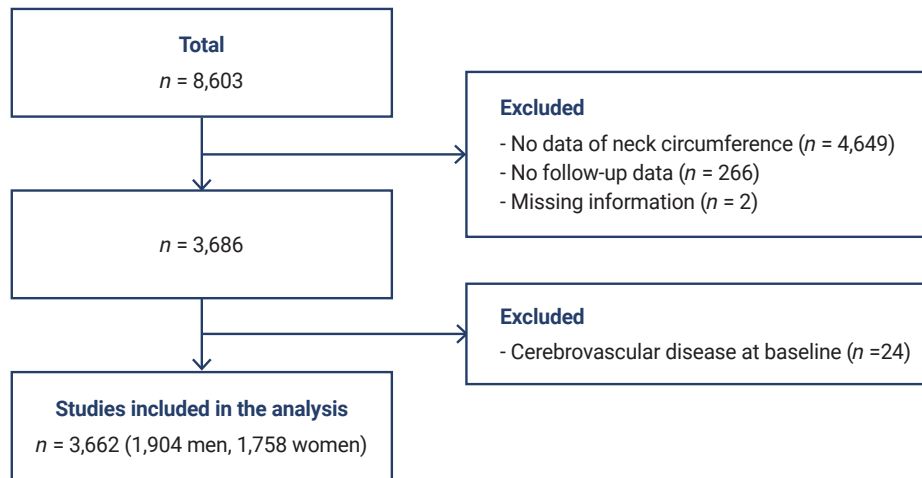 Total
n = 8,603
Excluded
- No data of neck circumference (n = 4,649)
- No follow-up data (n = 266)
- Missing information (n = 2)
n = 3,686
Excluded
- Cerebrovascular disease at baseline (n =24)
Studies included in the analysis
n = 3,662 (1,904 men, 1,758 women)